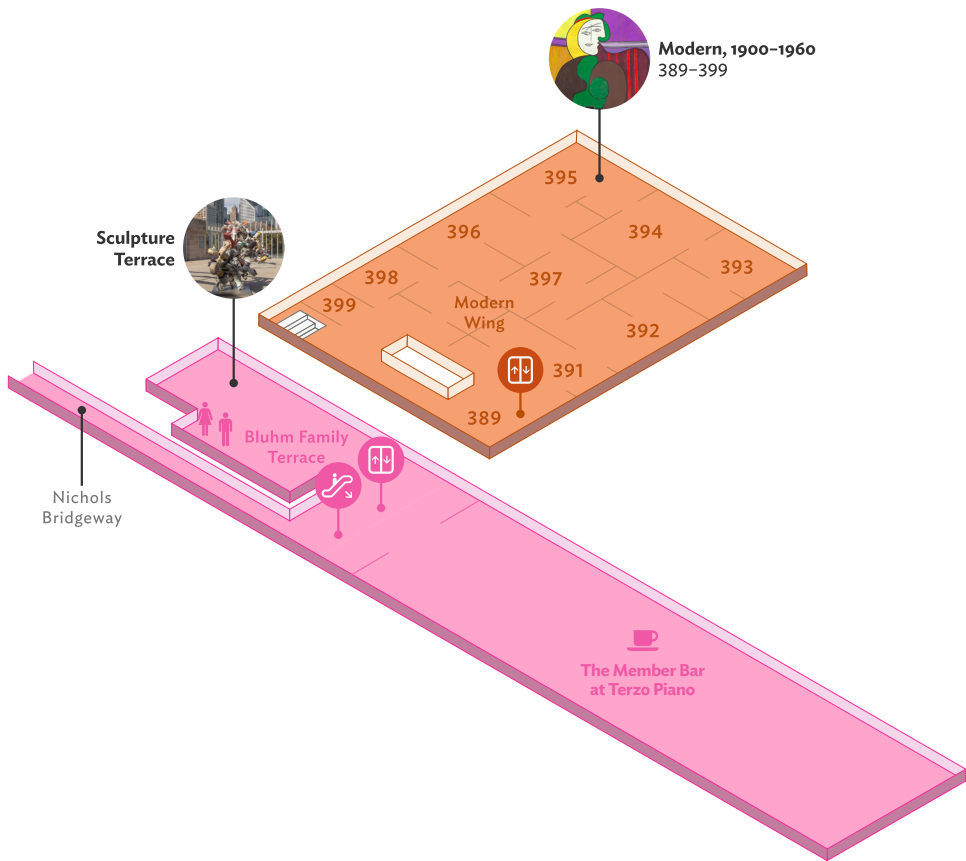 Modern, 1900–1960
389–399
395
Sculpture
Terrace
396
394
397
393
398
399
Modern
Wing
392
391
389
Bluhm Family
Terrace
Nichols
Bridgeway
The Member Bar
at Terzo Piano